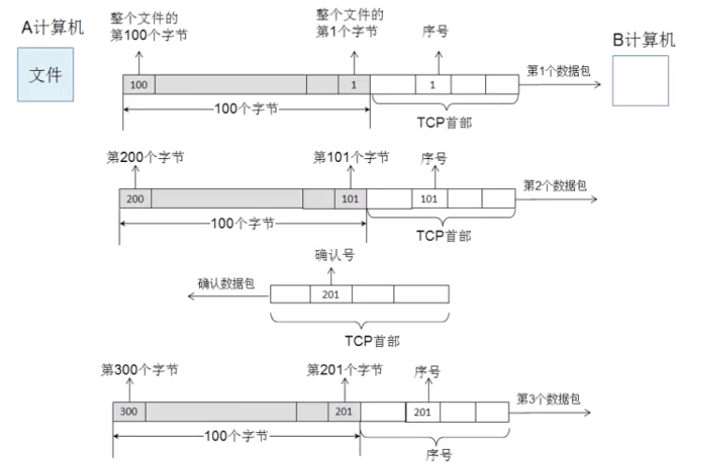 A计算机
文件
整个文件的
第100个字节
整个文件的
第1个字节
序号
B计算机
100
1
1
第1个数据包
100个字节
TCP首部
第200个字节
第101个字节
序号
200
101
101
第2个数据包
100个字节
TCP首部
确认号
确认数据包
201
TCP首部
第300个字节
第201个字节
序号
300
201
201
第3个数据包
100个字节
序号